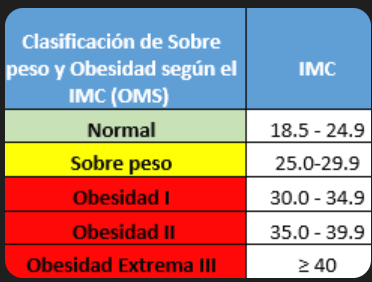 Clasificación de Sobre
peso y Obesidad según el
IMC (OMS)
IMC
Normal
18.5 - 24.9
Sobre peso
25.0-29.9
Obesidad I
30.0 - 34.9
Obesidad II
35.0 - 39.9
Obesidad Extrema III
≥ 40